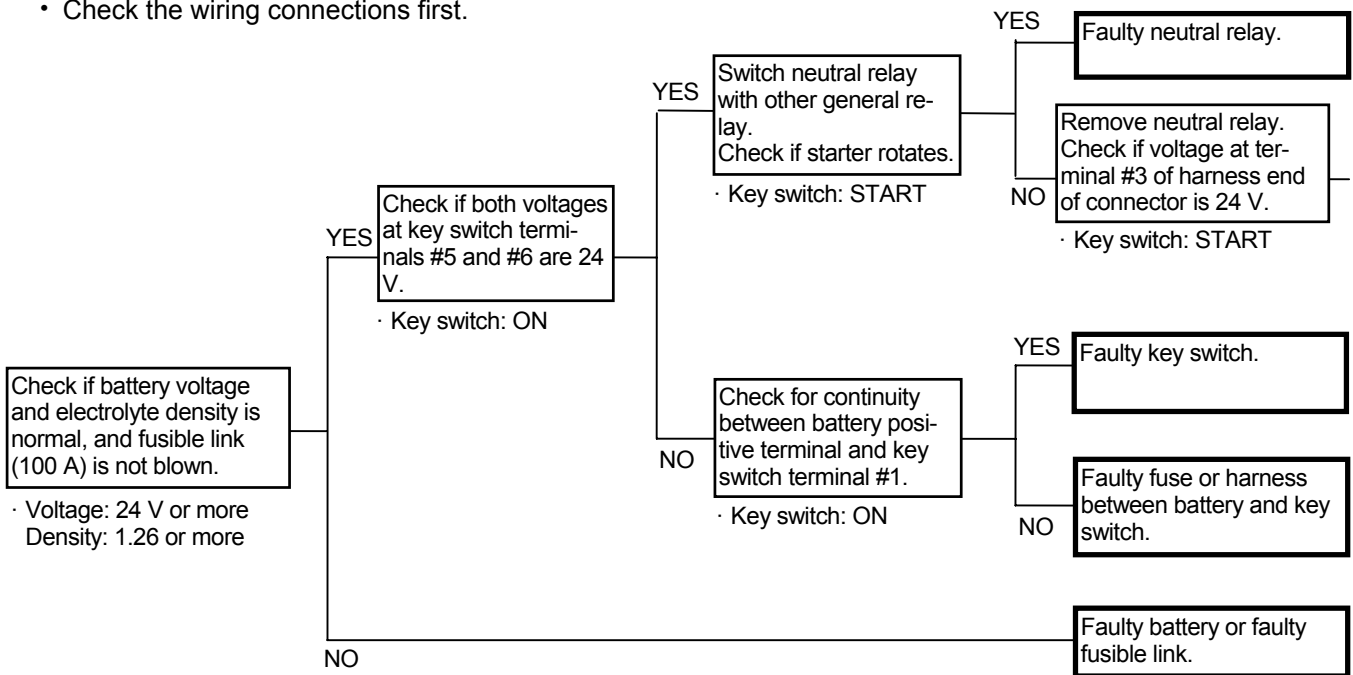 • Check the wiring connections first.
Check if battery voltage
and electrolyte density is
normal, and fusible link
(100 A) is not blown.
· Voltage: 24 V or more
Density: 1.26 or more
YES
Check if both voltages
at key switch termi-
nals #5 and #6 are 24
V.
· Key switch: ON
YES
Switch neutral relay
with other general re-
lay.
Check if starter rotates.
· Key switch: START
YES
Faulty neutral relay.
NO
Remove neutral relay.
Check if voltage at ter-
minal #3 of harness end
of connector is 24 V.
· Key switch: START
NO
Check for continuity
between battery posi-
tive terminal and key
switch terminal #1.
· Key switch: ON
YES
Faulty key switch.
NO
Faulty fuse or harness
between battery and key
switch.
NO
Faulty battery or faulty
fusible link.